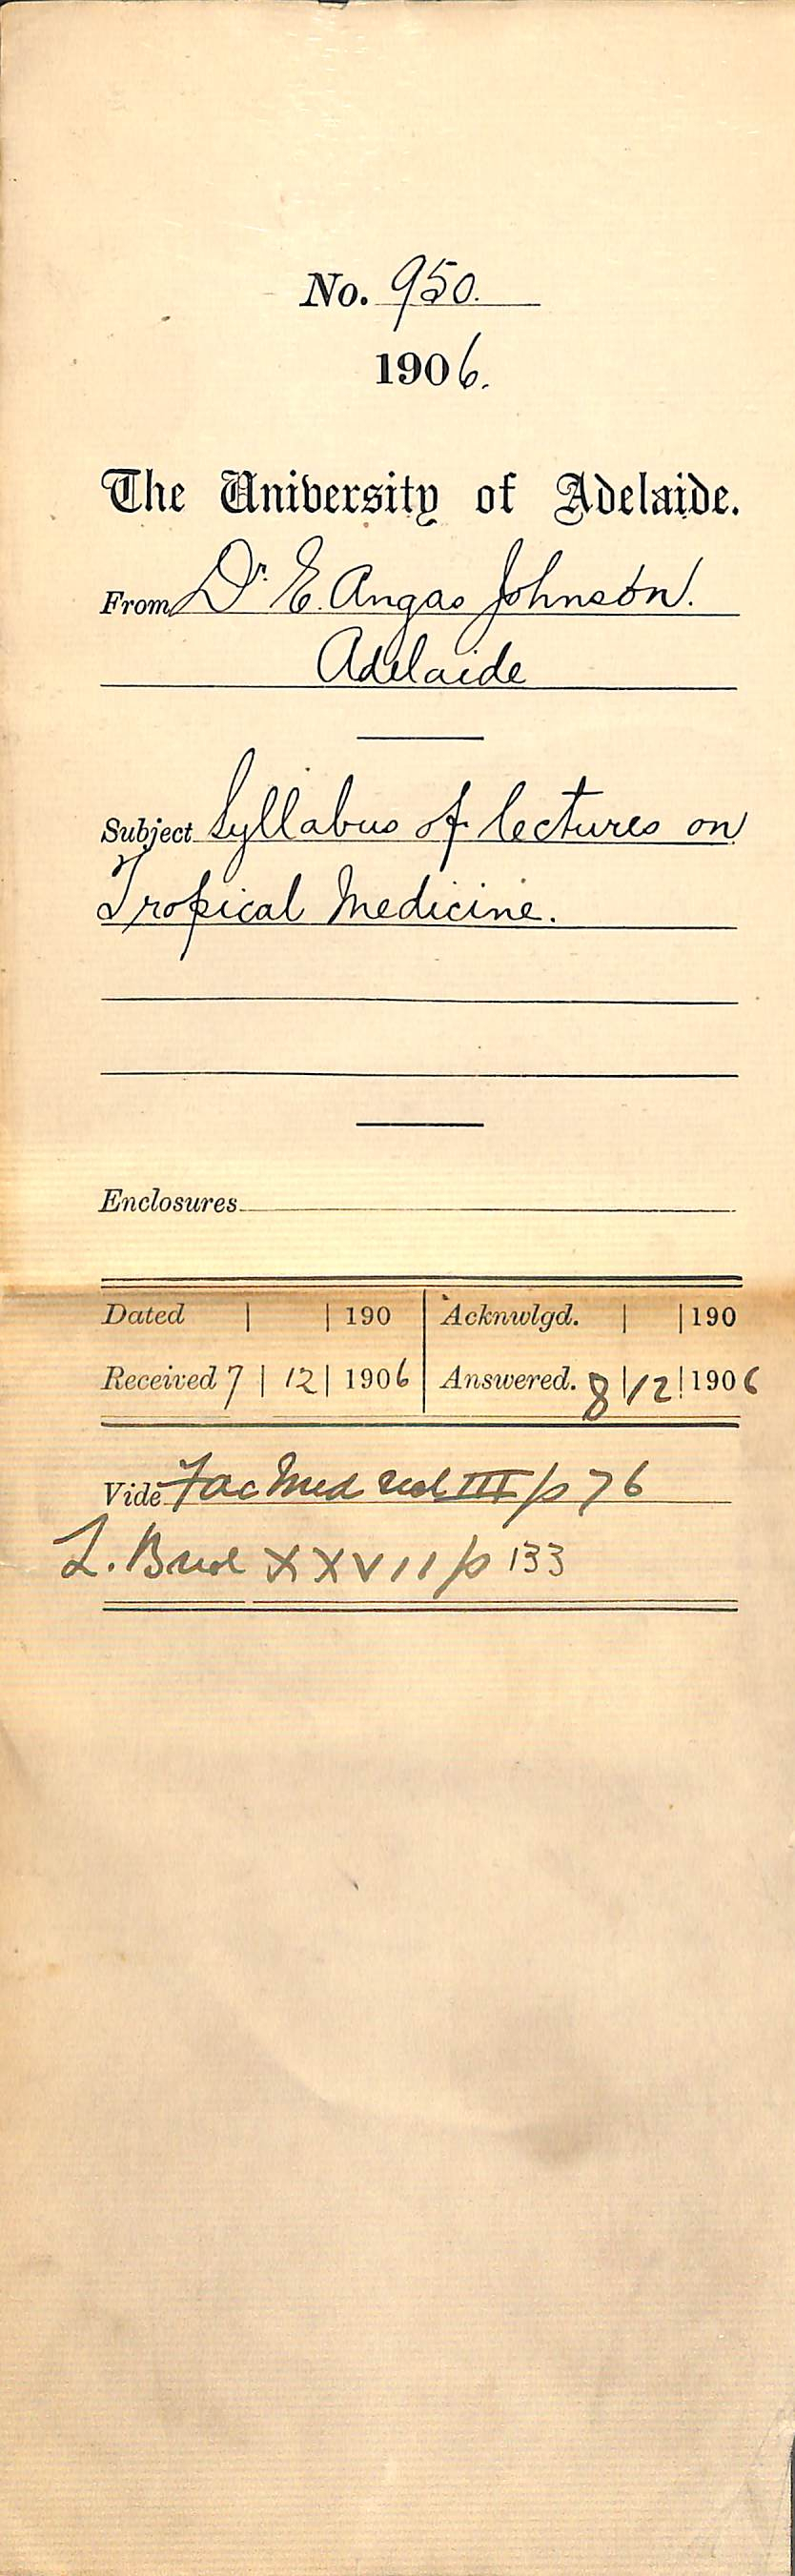 No. 950.
1906.
The University of Adelaide.
From Dr. E. Angas Johnson.
Adelaide
Subject Syllabus of lectures on
Tropical Medicine.
Enclosures
Dated | | 190 | Acknwlgd. | | 190
Received 7 | 12 | 1906 | Answered. 8 | 12 | 1906
Vide Fac Med vol III p 76
L. Book XXVII p 133